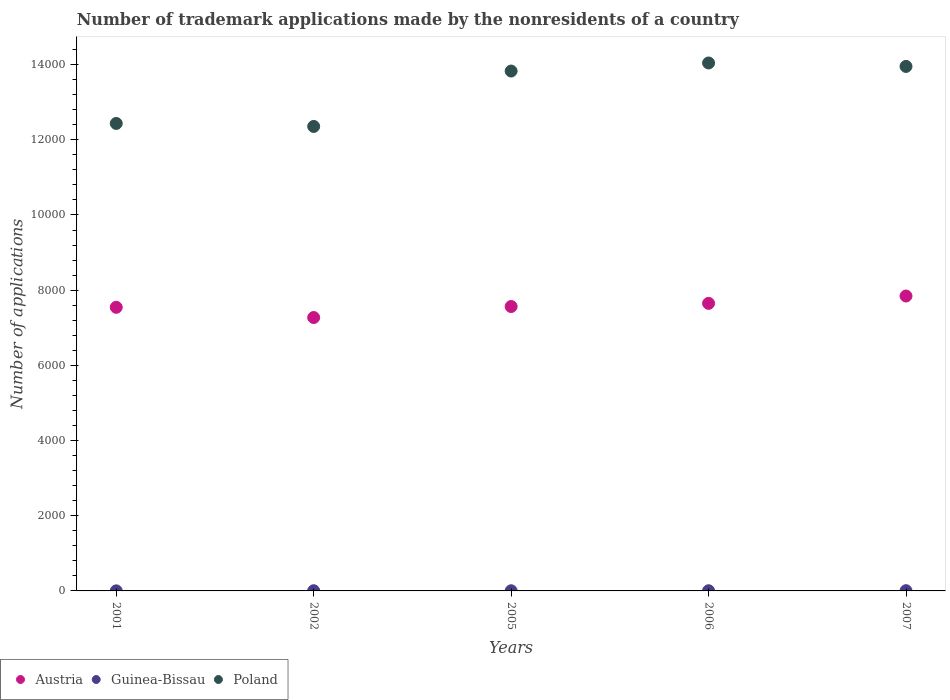 Number of trademark applications made by the nonresidents of a country
Number of applications
14000
12000
10000
8000
6000
4000
2000
0
2001
2002
2005
2006
2007
Years
Austria
Guinea-Bissau
Poland